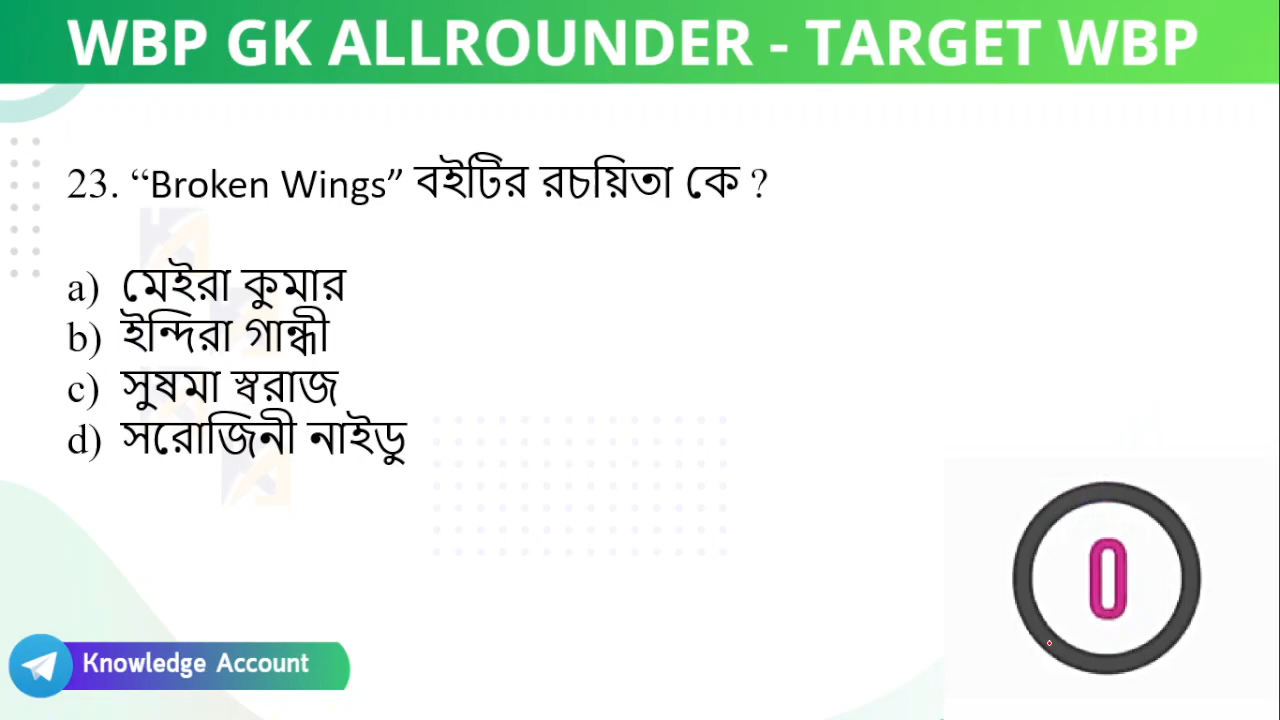 WBP GK ALLROUNDER - TARGET WBP
23. “Broken Wings” বইটির রচয়িতা কে ?
a) মেইরা কুমার
b) ইন্দিরা গান্ধী
c) সুষমা স্বরাজ
d) সরোজিনী নাইডু
0
Knowledge Account